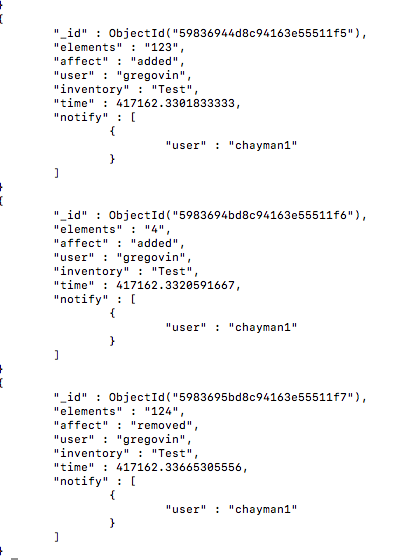 }
{
"_id" : ObjectId("59836944d8c94163e55511f5"),
"elements" : "123",
"affect" : "added",
"user" : "gregovin",
"inventory" : "Test",
"time" : 417162.3301833333,
"notify" : [
{
"user" : "chayman1"
}
]
}
{
"_id" : ObjectId("5983694bd8c94163e55511f6"),
"elements" : "4",
"affect" : "added",
"user" : "gregovin",
"inventory" : "Test",
"time" : 417162.3320591667,
"notify" : [
{
"user" : "chayman1"
}
]
}
{
"_id" : ObjectId("5983695bd8c94163e55511f7"),
"elements" : "124",
"affect" : "removed",
"user" : "gregovin",
"inventory" : "Test",
"time" : 417162.33665305556,
"notify" : [
{
"user" : "chayman1"
}
]
}